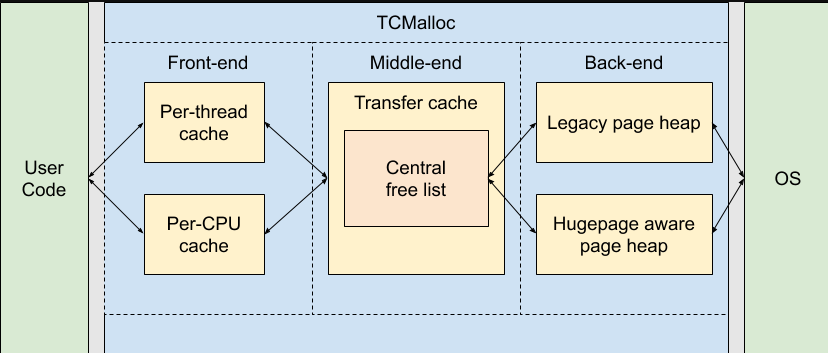 TCMalloc
Front-end
Middle-end
Back-end
User
Code
Per-thread
cache
Per-CPU
cache
Transfer cache
Central
free list
Legacy page heap
Hugepage aware
page heap
OS